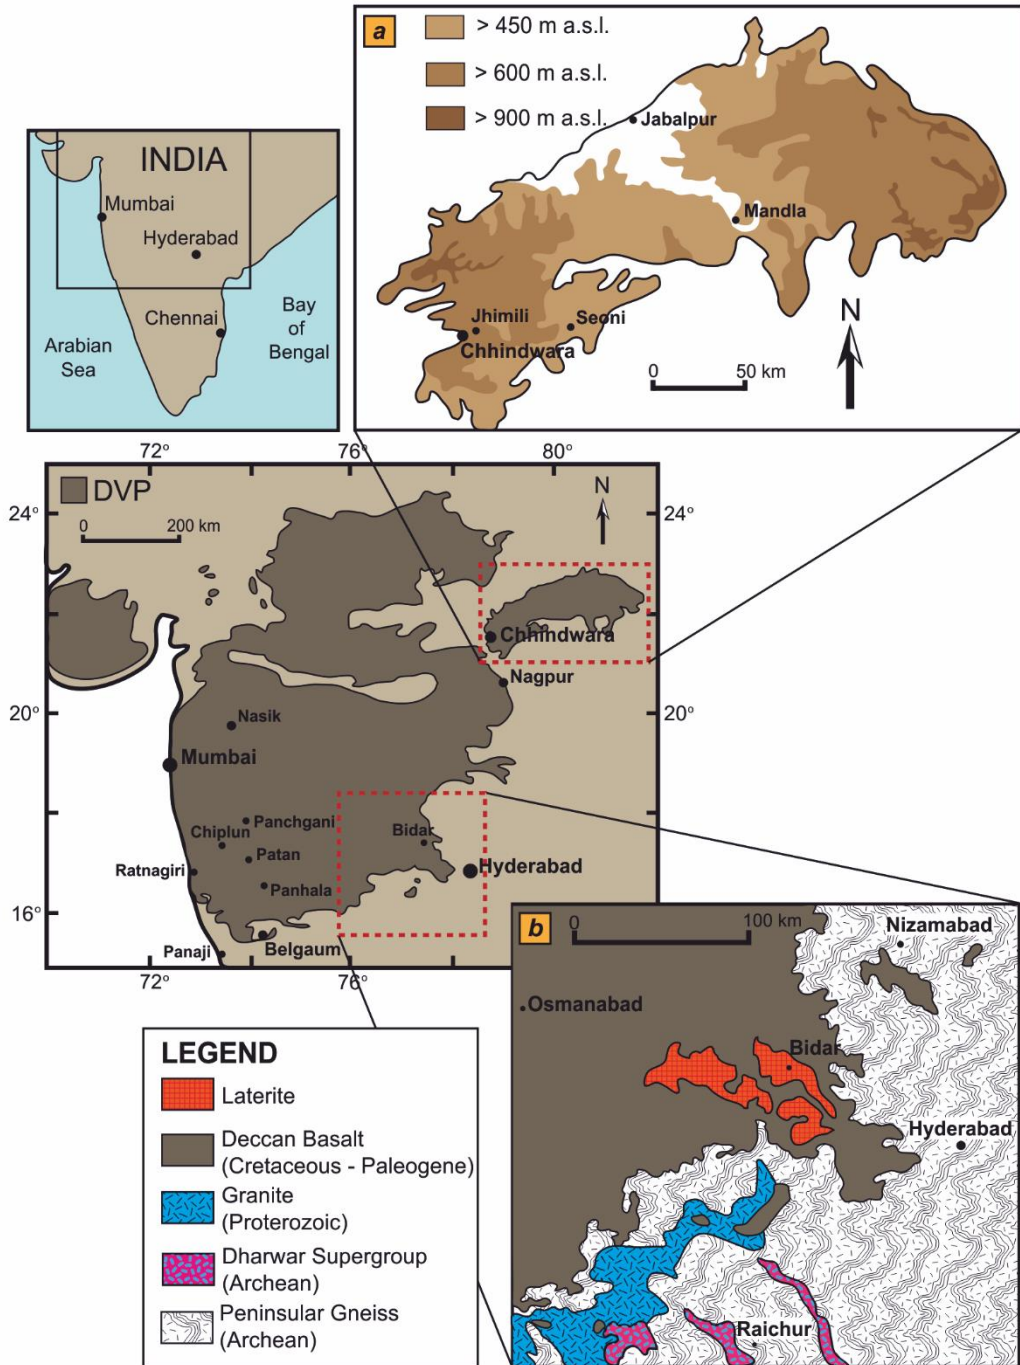 a
> 450 m a.s.l.
> 600 m a.s.l.
> 900 m a.s.l.
Jabalpur
Mandla
Jhimili
Seoni
Chhindwara
0
50 km
N
INDIA
Mumbai
Hyderabad
Chennai
Arabian
Sea
Bay
of
Bengal
72°
76°
80°
DVP
0
200 km
N
24°
24°
Chhindwara
Nagpur
20°
20°
Nasik
Mumbai
Panchgani
Chiplun
Bidar
Patan
Ratnagiri
Hyderabad
Panhala
16°
Belgaum
Panaji
72°
76°
b
0
100 km
Nizamabad
Osmanabad
Bidar
Hyderabad
Raichur
LEGEND
Laterite
Deccan Basalt
(Cretaceous - Paleogene)
Granite
(Proterozoic)
Dharwar Supergroup
(Archean)
Peninsular Gneiss
(Archean)